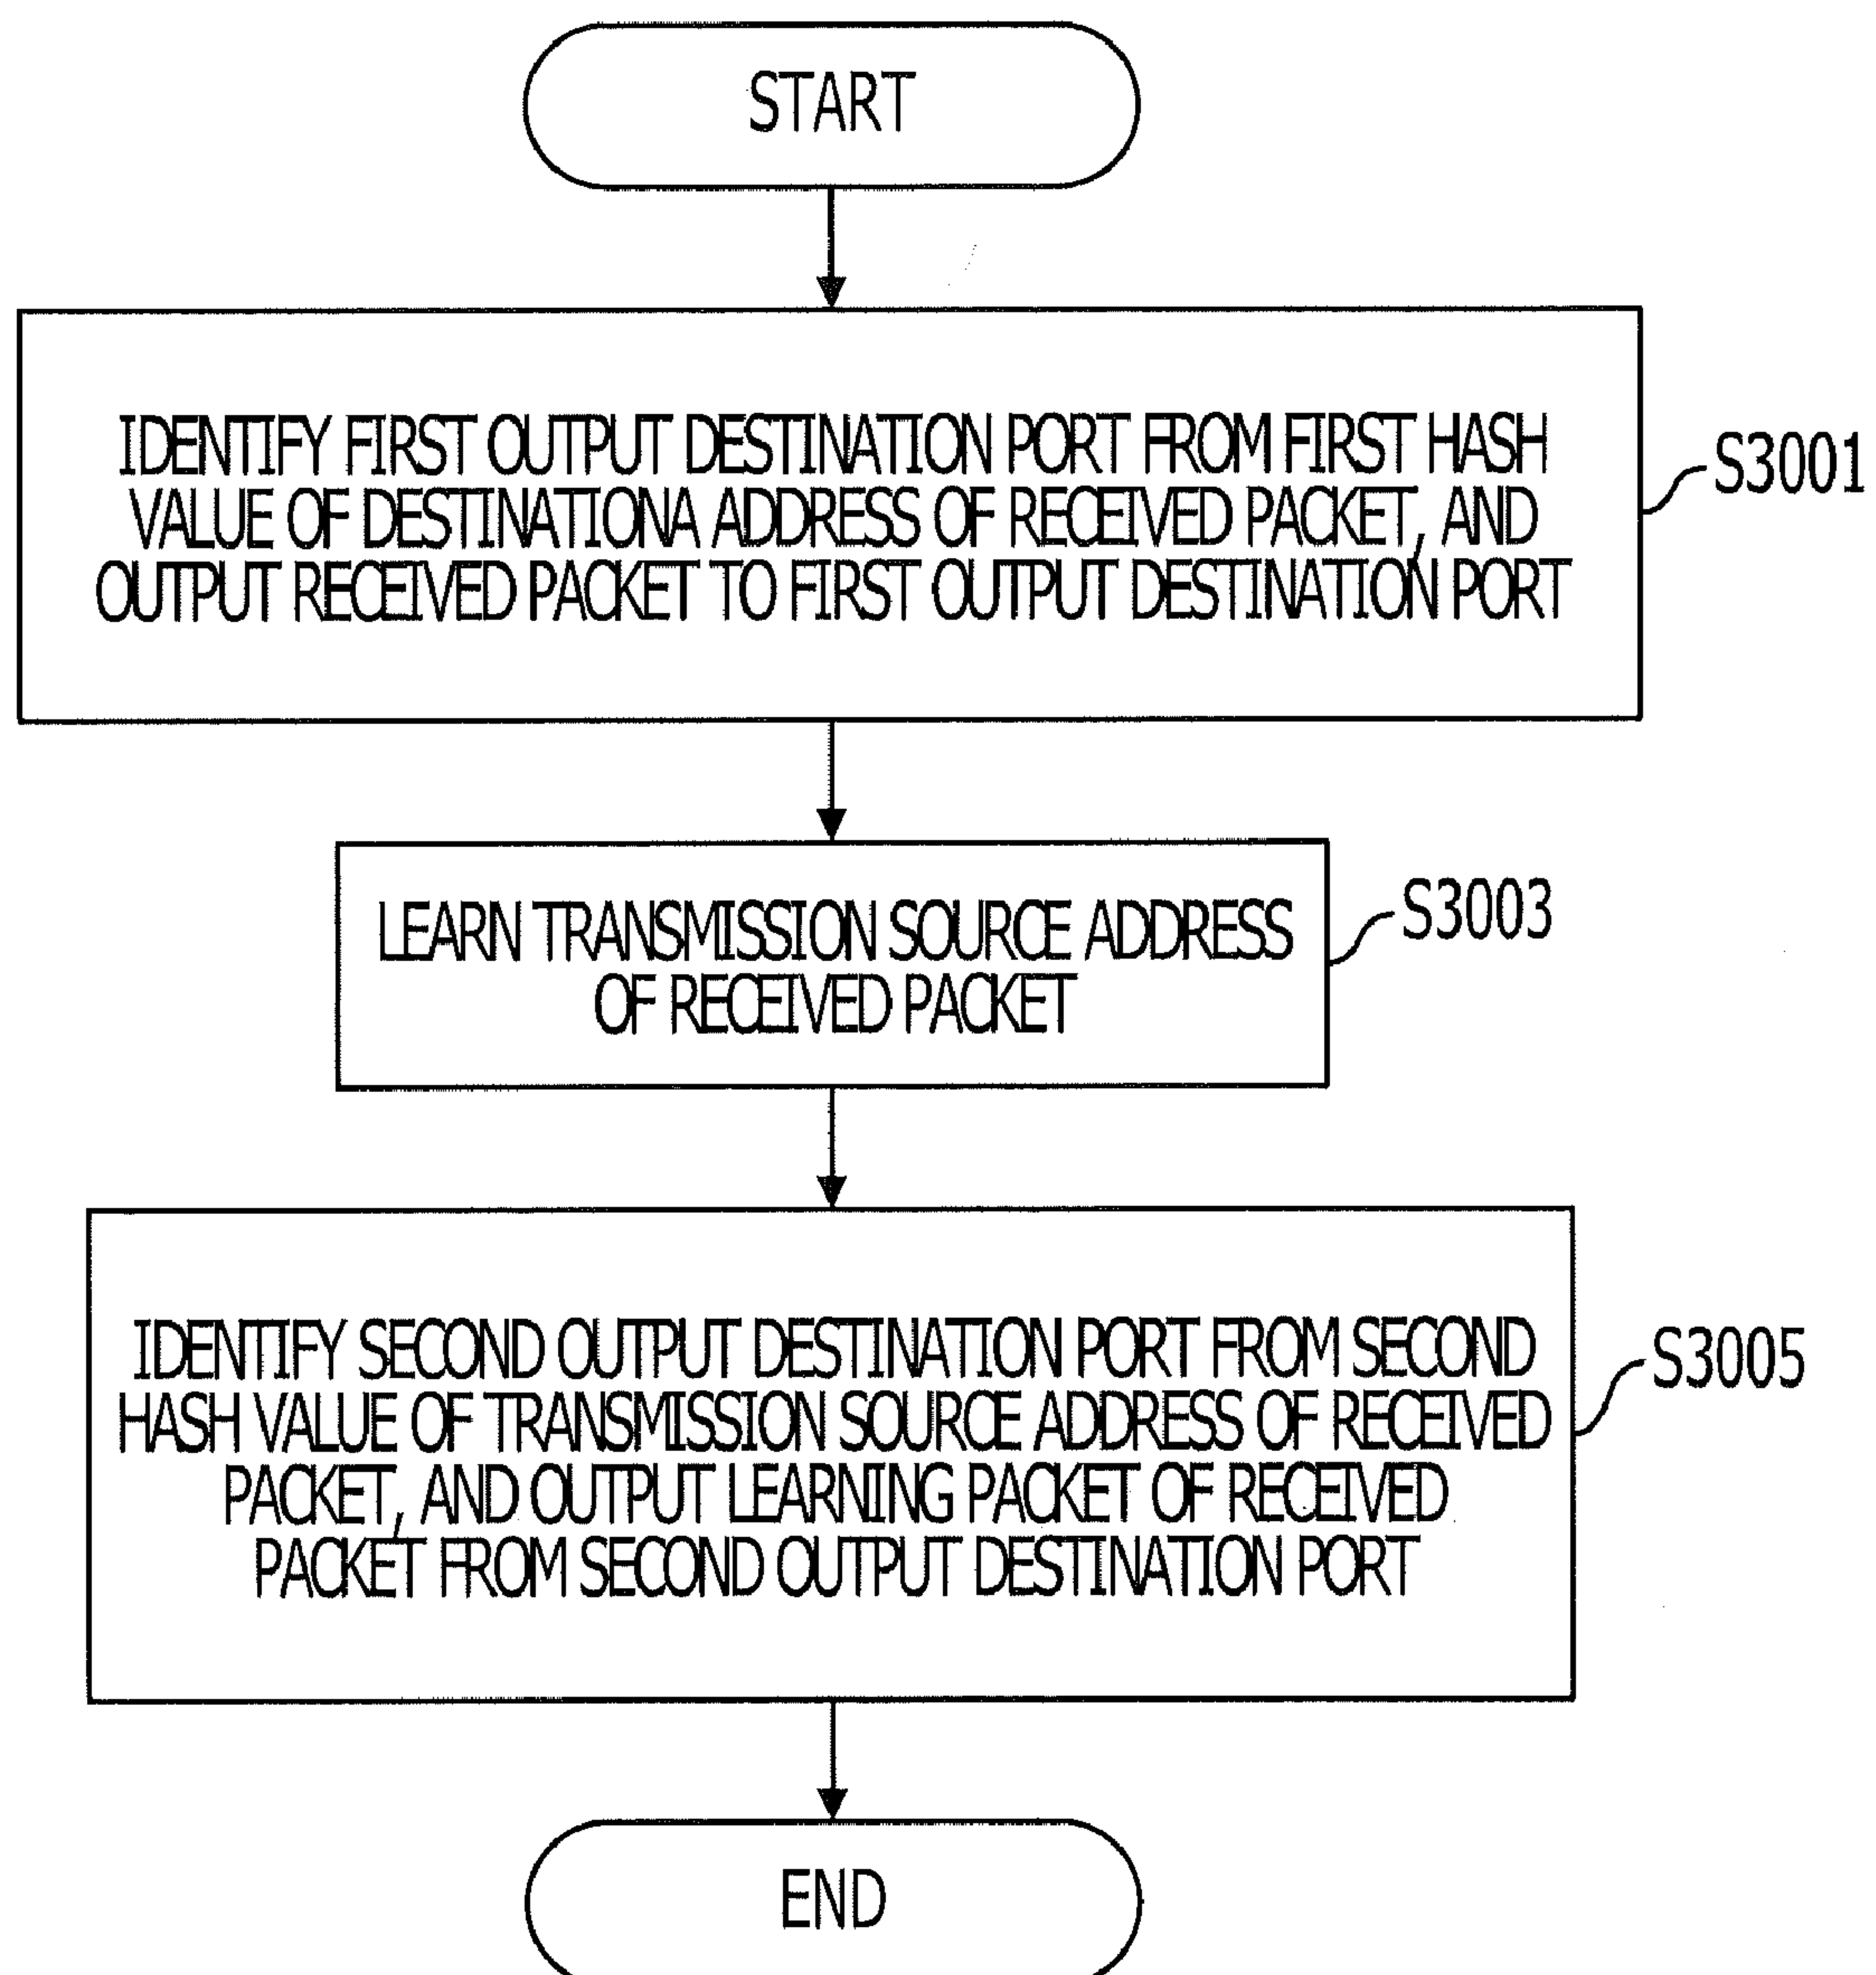 START
IDENTIFY FIRST OUTPUT DESTINATION PORT FROM FIRST HASH
VALUE OF DESTINATIONA ADDRESS OF RECEIVED PACKET, AND
OUTPUT RECEIVED PACKET TO FIRST OUTPUT DESTINATION PORT
S3001
LEARN TRANSMISSION SOURCE ADDRESS
OF RECEIVED PACKET
S3003
IDENTIFY SECOND OUTPUT DESTINATION PORT FROM SECOND
HASH VALUE OF TRANSMISSION SOURCE ADDRESS OF RECEIVED
PACKET, AND OUTPUT LEARNING PACKET OF RECEIVED
PACKET FROM SECOND OUTPUT DESTINATION PORT
S3005
END